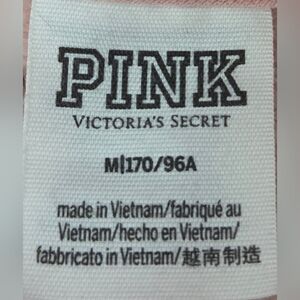 PINK
VICTORIA'S SECRET
M|170/96A
made in Vietnam/fabriqué au
Vietnam/hecho en Vietnam/
fabbricato in Vietnam/越南制造